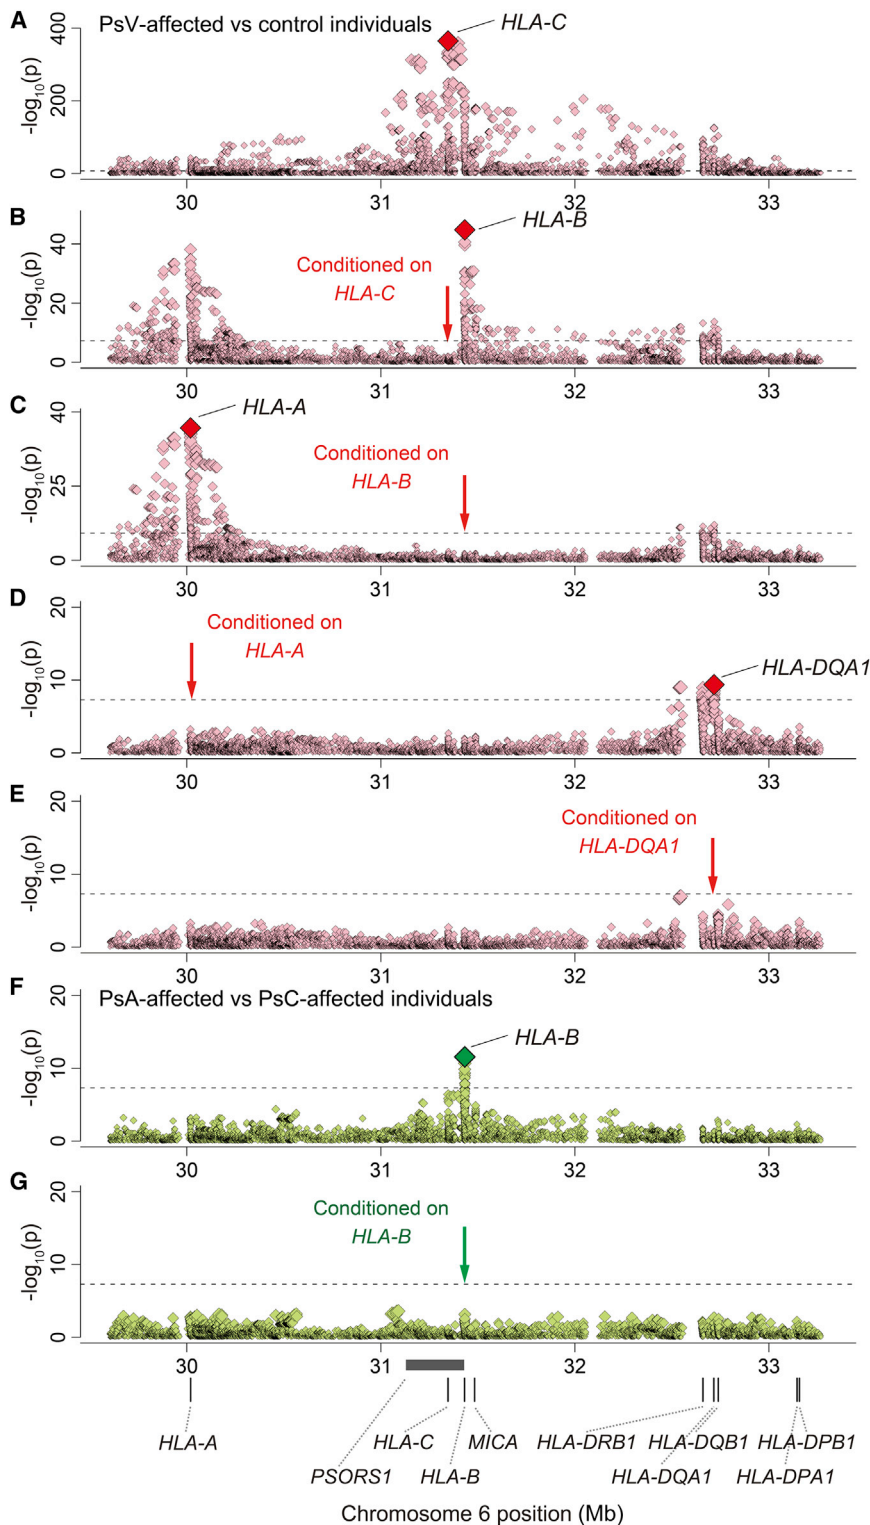 A
PsV-affected vs control individuals
HLA-C
-log10(p)
0 200 400
30 31 32 33
B
HLA-B
Conditioned on
HLA-C
-log10(p)
0 20 40
30 31 32 33
C
HLA-A
Conditioned on
HLA-B
-log10(p)
0 25 40
30 31 32 33
D
Conditioned on
HLA-A
HLA-DQA1
-log10(p)
0 10 20
30 31 32 33
E
Conditioned on
HLA-DQA1
-log10(p)
0 10 20
30 31 32 33
F
PsA-affected vs PsC-affected individuals
HLA-B
-log10(p)
0 10 20
30 31 32 33
G
Conditioned on
HLA-B
-log10(p)
0 10 20
30 31 32 33
HLA-A HLA-C MICA HLA-DRB1 HLA-DQB1 HLA-DPB1
PSORS1 HLA-B HLA-DQA1 HLA-DPA1
Chromosome 6 position (Mb)